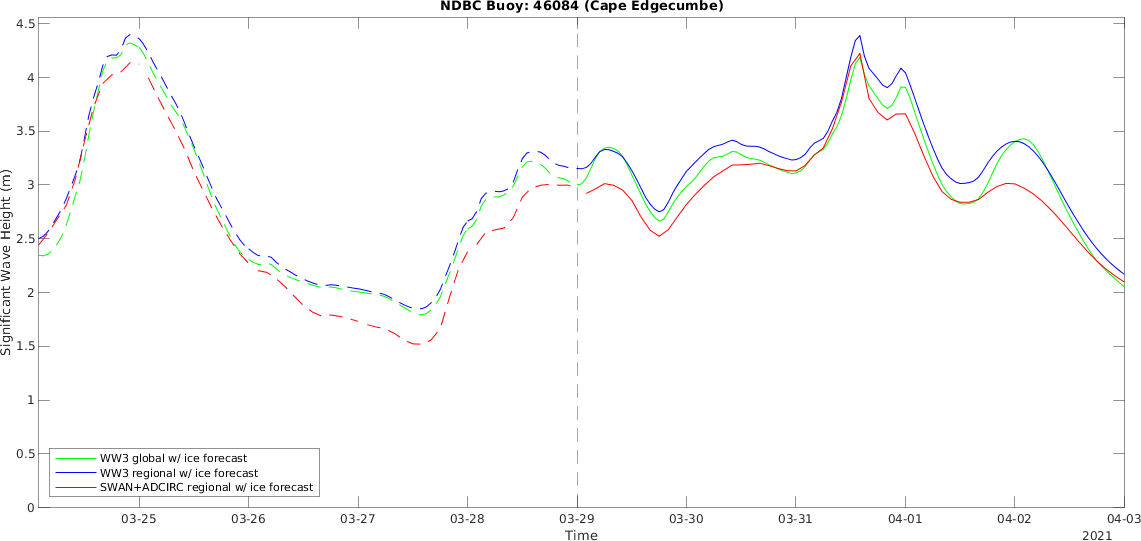 NDBC Buoy: 46084 (Cape Edgecumbe)
4.5
4
3.5
3
2.5
2
1.5
1
0.5
0
Significant Wave Height (m)
WW3 global w/ ice forecast
WW3 regional w/ ice forecast
SWAN+ADCIRC regional w/ ice forecast
03-25 03-26 03-27 03-28 03-29 03-30 03-31 04-01 04-02 04-03
Time
2021